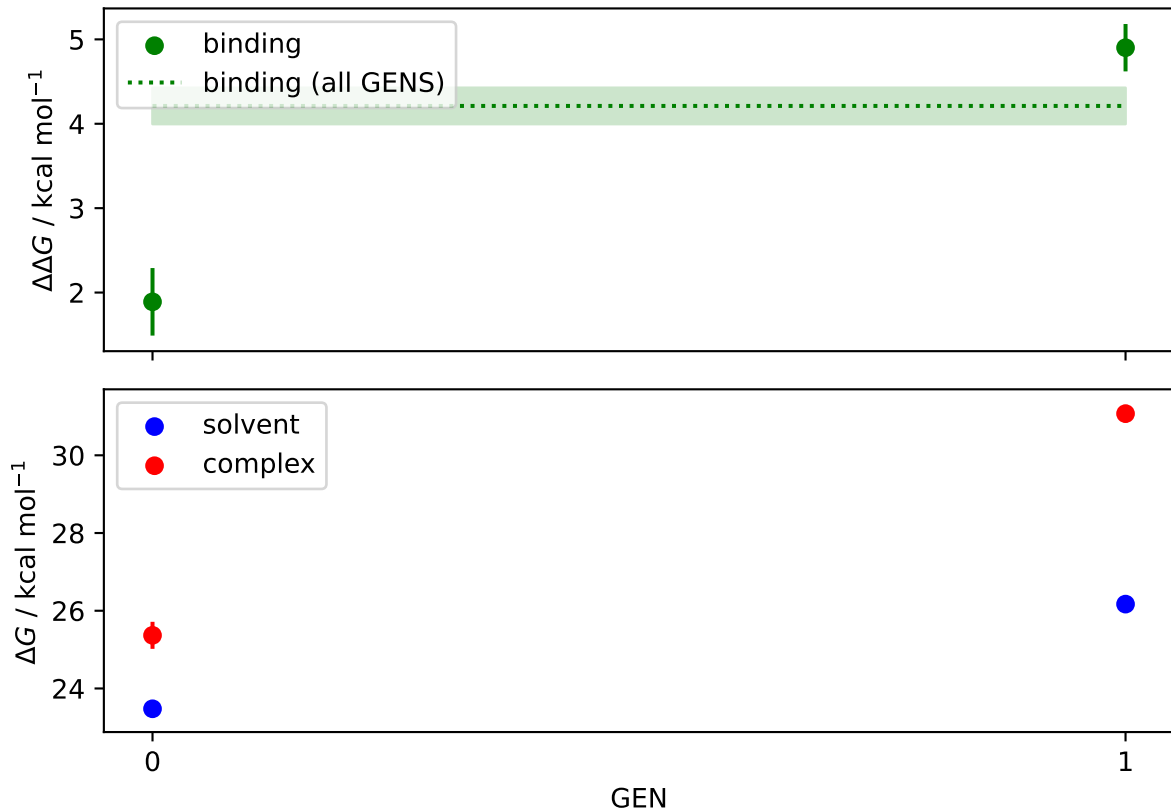 binding
binding (all GENS)
5
4
3
2
ΔΔG / kcal mol⁻¹
solvent
complex
30
28
26
24
ΔG / kcal mol⁻¹
0
1
GEN